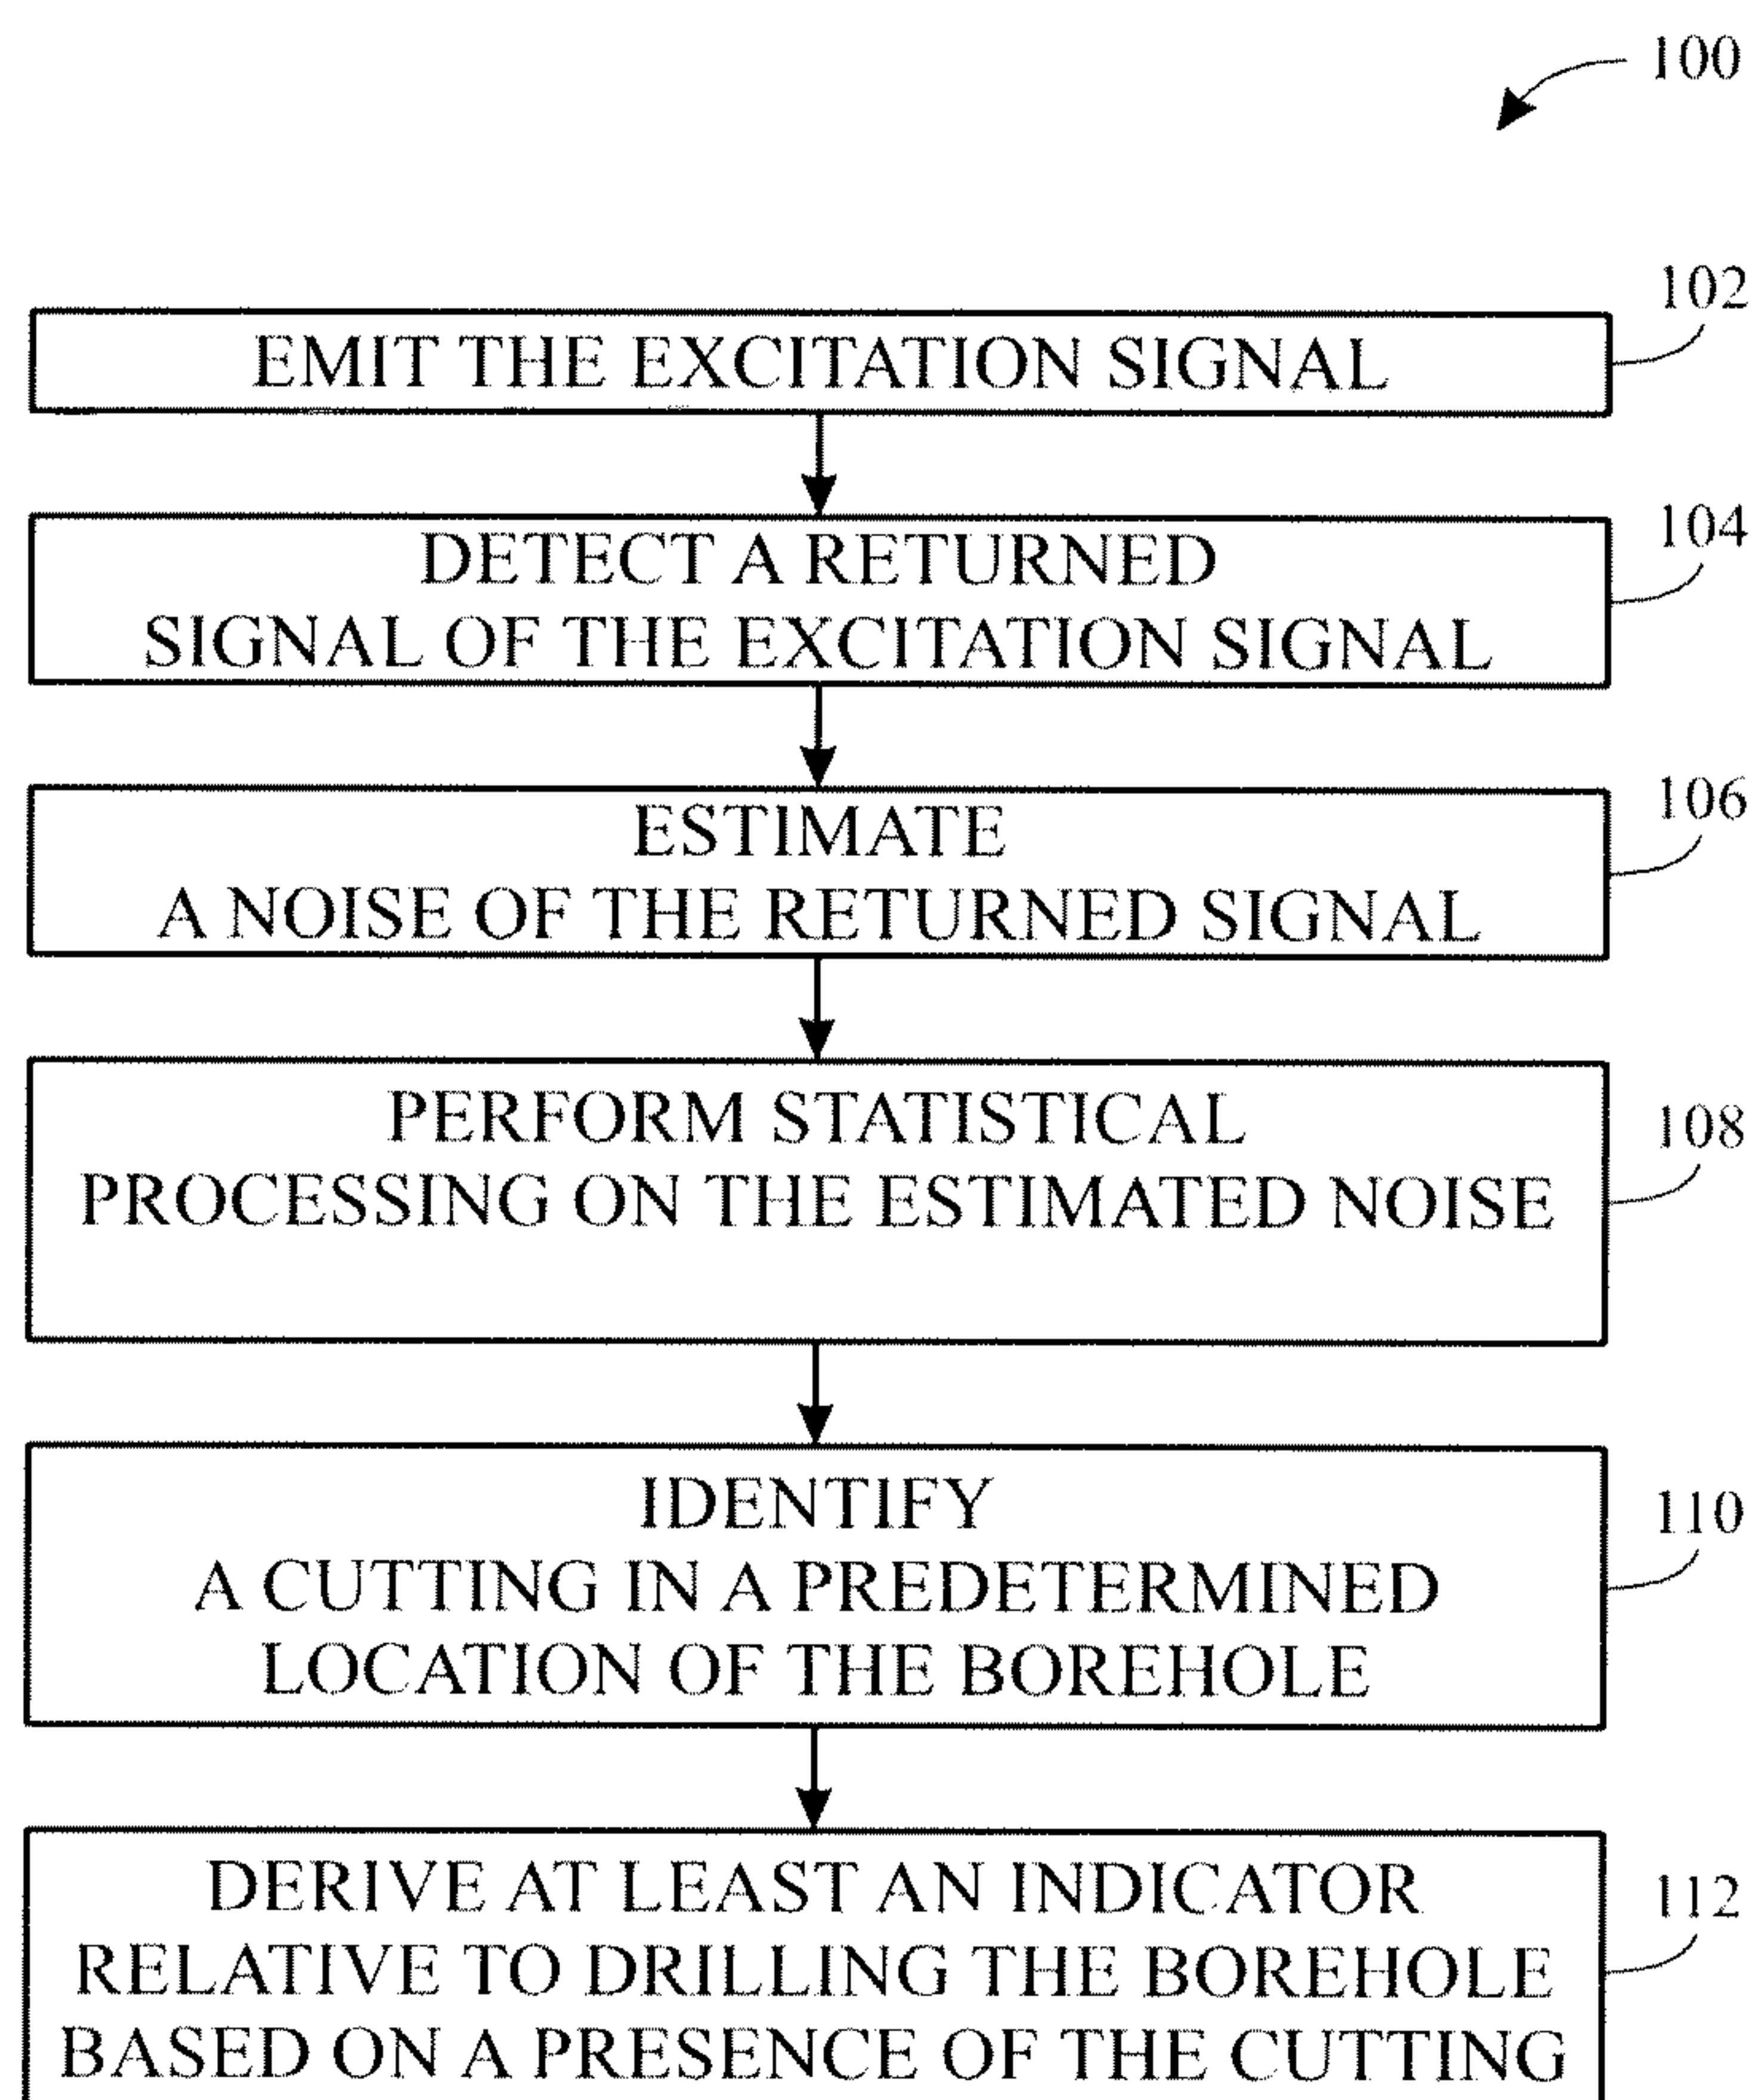 100
102
EMIT THE EXCITATION SIGNAL
104
DETECT A RETURNED
SIGNAL OF THE EXCITATION SIGNAL
106
ESTIMATE
A NOISE OF THE RETURNED SIGNAL
108
PERFORM STATISTICAL
PROCESSING ON THE ESTIMATED NOISE
110
IDENTIFY
A CUTTING IN A PREDETERMINED
LOCATION OF THE BOREHOLE
112
DERIVE AT LEAST AN INDICATOR
RELATIVE TO DRILLING THE BOREHOLE
BASED ON A PRESENCE OF THE CUTTING